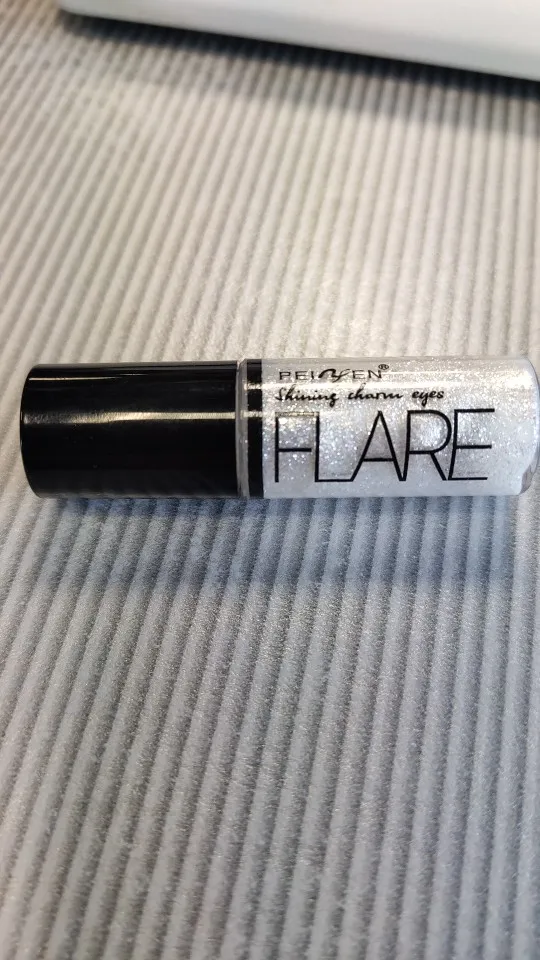 PEIYEN®
Shining charm eyes
FLARE